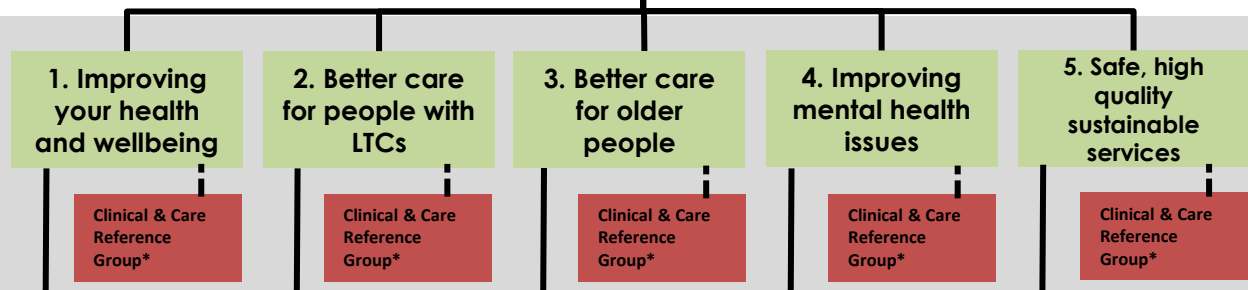 1. Improving
your health
and wellbeing
2. Better care
for people with
LTCs
3. Better care
for older
people
4. Improving
mental health
issues
5. Safe, high
quality
sustainable
services
Clinical & Care
Reference
Group*
Clinical & Care
Reference
Group*
Clinical & Care
Reference
Group*
Clinical & Care
Reference
Group*
Clinical & Care
Reference
Group*